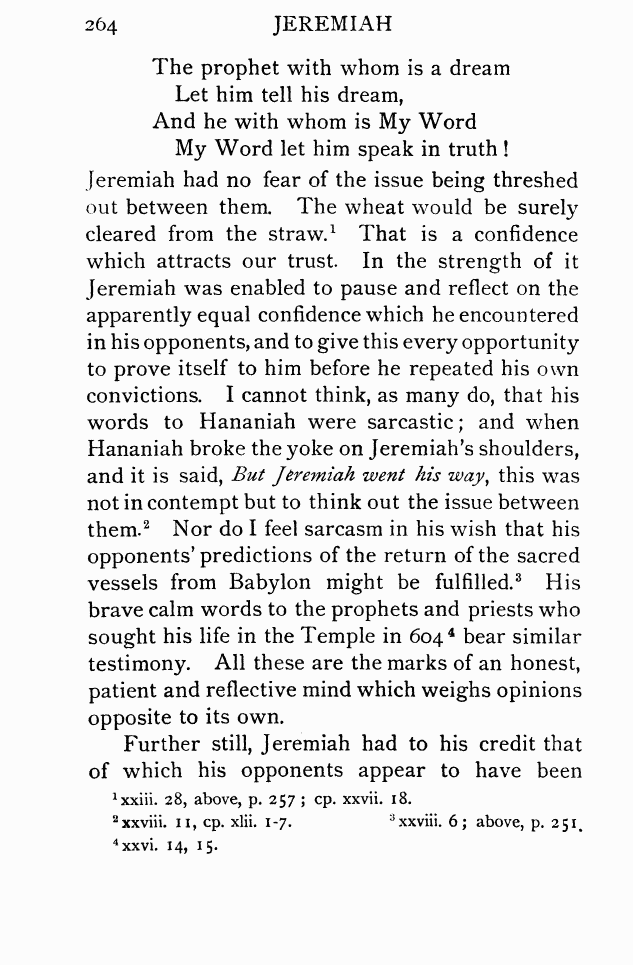 264 JEREMIAH
The prophet with whom is a dream
Let him tell his dream,
And he with whom is My Word
My Word let him speak in truth!
Jeremiah had no fear of the issue being threshed
out between them. The wheat would be surely
cleared from the straw.¹ That is a confidence
which attracts our trust. In the strength of it
Jeremiah was enabled to pause and reflect on the
apparently equal confidence which he encountered
in his opponents, and to give this every opportunity
to prove itself to him before he repeated his own
convictions. I cannot think, as many do, that his
words to Hananiah were sarcastic; and when
Hananiah broke the yoke on Jeremiah's shoulders,
and it is said, But Jeremiah went his way, this was
not in contempt but to think out the issue between
them.² Nor do I feel sarcasm in his wish that his
opponents' predictions of the return of the sacred
vessels from Babylon might be fulfilled.³ His
brave calm words to the prophets and priests who
sought his life in the Temple in 604⁴ bear similar
testimony. All these are the marks of an honest,
patient and reflective mind which weighs opinions
opposite to its own.
Further still, Jeremiah had to his credit that
of which his opponents appear to have been
¹ xxiii. 28, above, p. 257; cp. xxvii. 18.
² xxviii. 11, cp. xlii. 1-7. ³ xxviii. 6; above, p. 251.
⁴ xxvi. 14, 15.